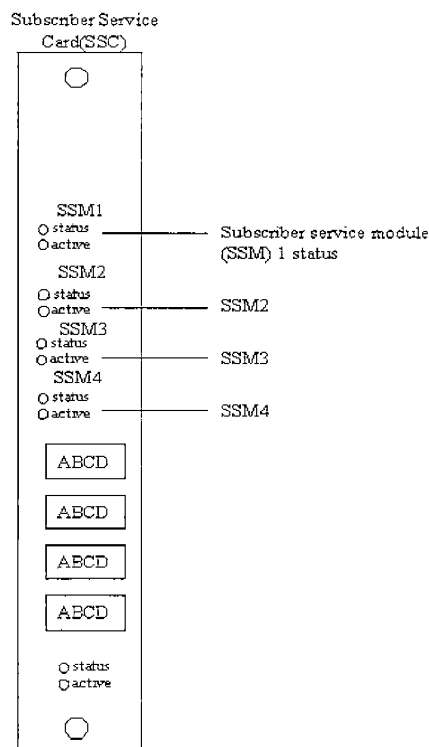 Subscriber Service
Card(SSC)
SSM1
status
active
Subscriber service module
(SSM) 1 status
SSM2
status
active
SSM2
SSM3
status
active
SSM3
SSM4
status
active
SSM4
ABCD
ABCD
ABCD
ABCD
status
active